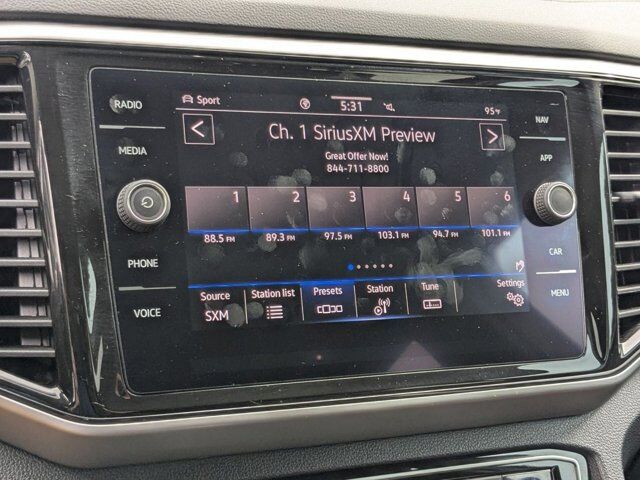 RADIO
MEDIA
PHONE
VOICE
Sport
5:31
95°F
Ch. 1 SiriusXM Preview
Great Offer Now!
844-711-8800
1 2 3 4 5 6
88.5 FM 89.3 FM 97.5 FM 103.1 FM 94.7 FM 101.1 FM
Source Station list Presets Station Tune Settings
SXM
NAV
APP
CAR
MENU